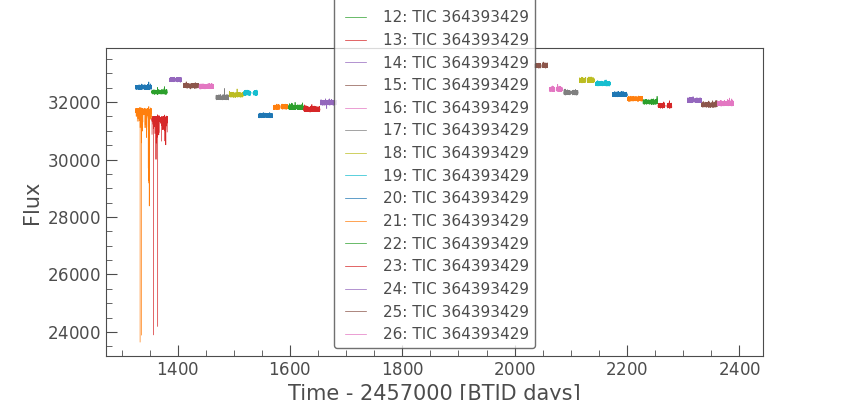 12: TIC 364393429
13: TIC 364393429
14: TIC 364393429
15: TIC 364393429
16: TIC 364393429
17: TIC 364393429
18: TIC 364393429
19: TIC 364393429
20: TIC 364393429
21: TIC 364393429
22: TIC 364393429
23: TIC 364393429
24: TIC 364393429
25: TIC 364393429
26: TIC 364393429
Flux
32000
30000
28000
26000
24000
1400
1600
1800
2000
2200
2400
Time - 2457000 [BTJD days]